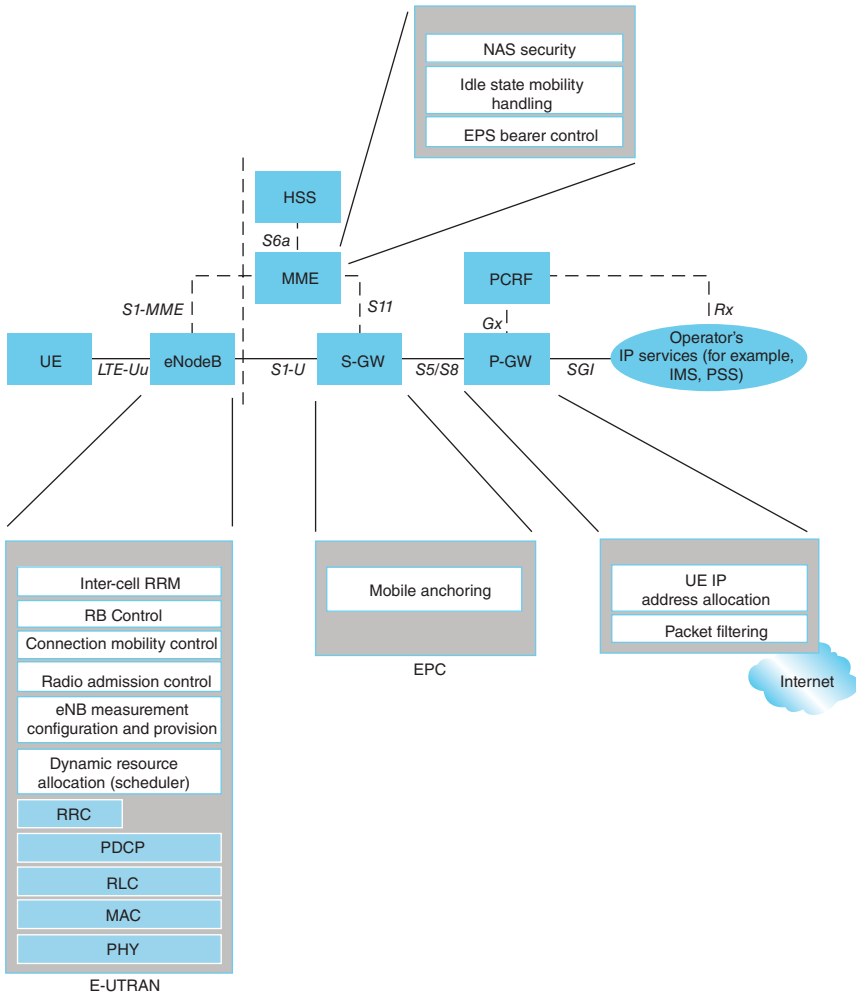 NAS security
Idle state mobility
handling
EPS bearer control
HSS
S6a
MME
PCRF
S1-MME
S11
Gx
Rx
UE
LTE-Uu
eNodeB
S1-U
S-GW
S5/S8
P-GW
SGI
Operator's
IP services (for example,
IMS, PSS)
Inter-cell RRM
RB Control
Connection mobility control
Radio admission control
eNB measurement
configuration and provision
Dynamic resource
allocation (scheduler)
RRC
PDCP
RLC
MAC
PHY
E-UTRAN
Mobile anchoring
EPC
UE IP
address allocation
Packet filtering
Internet